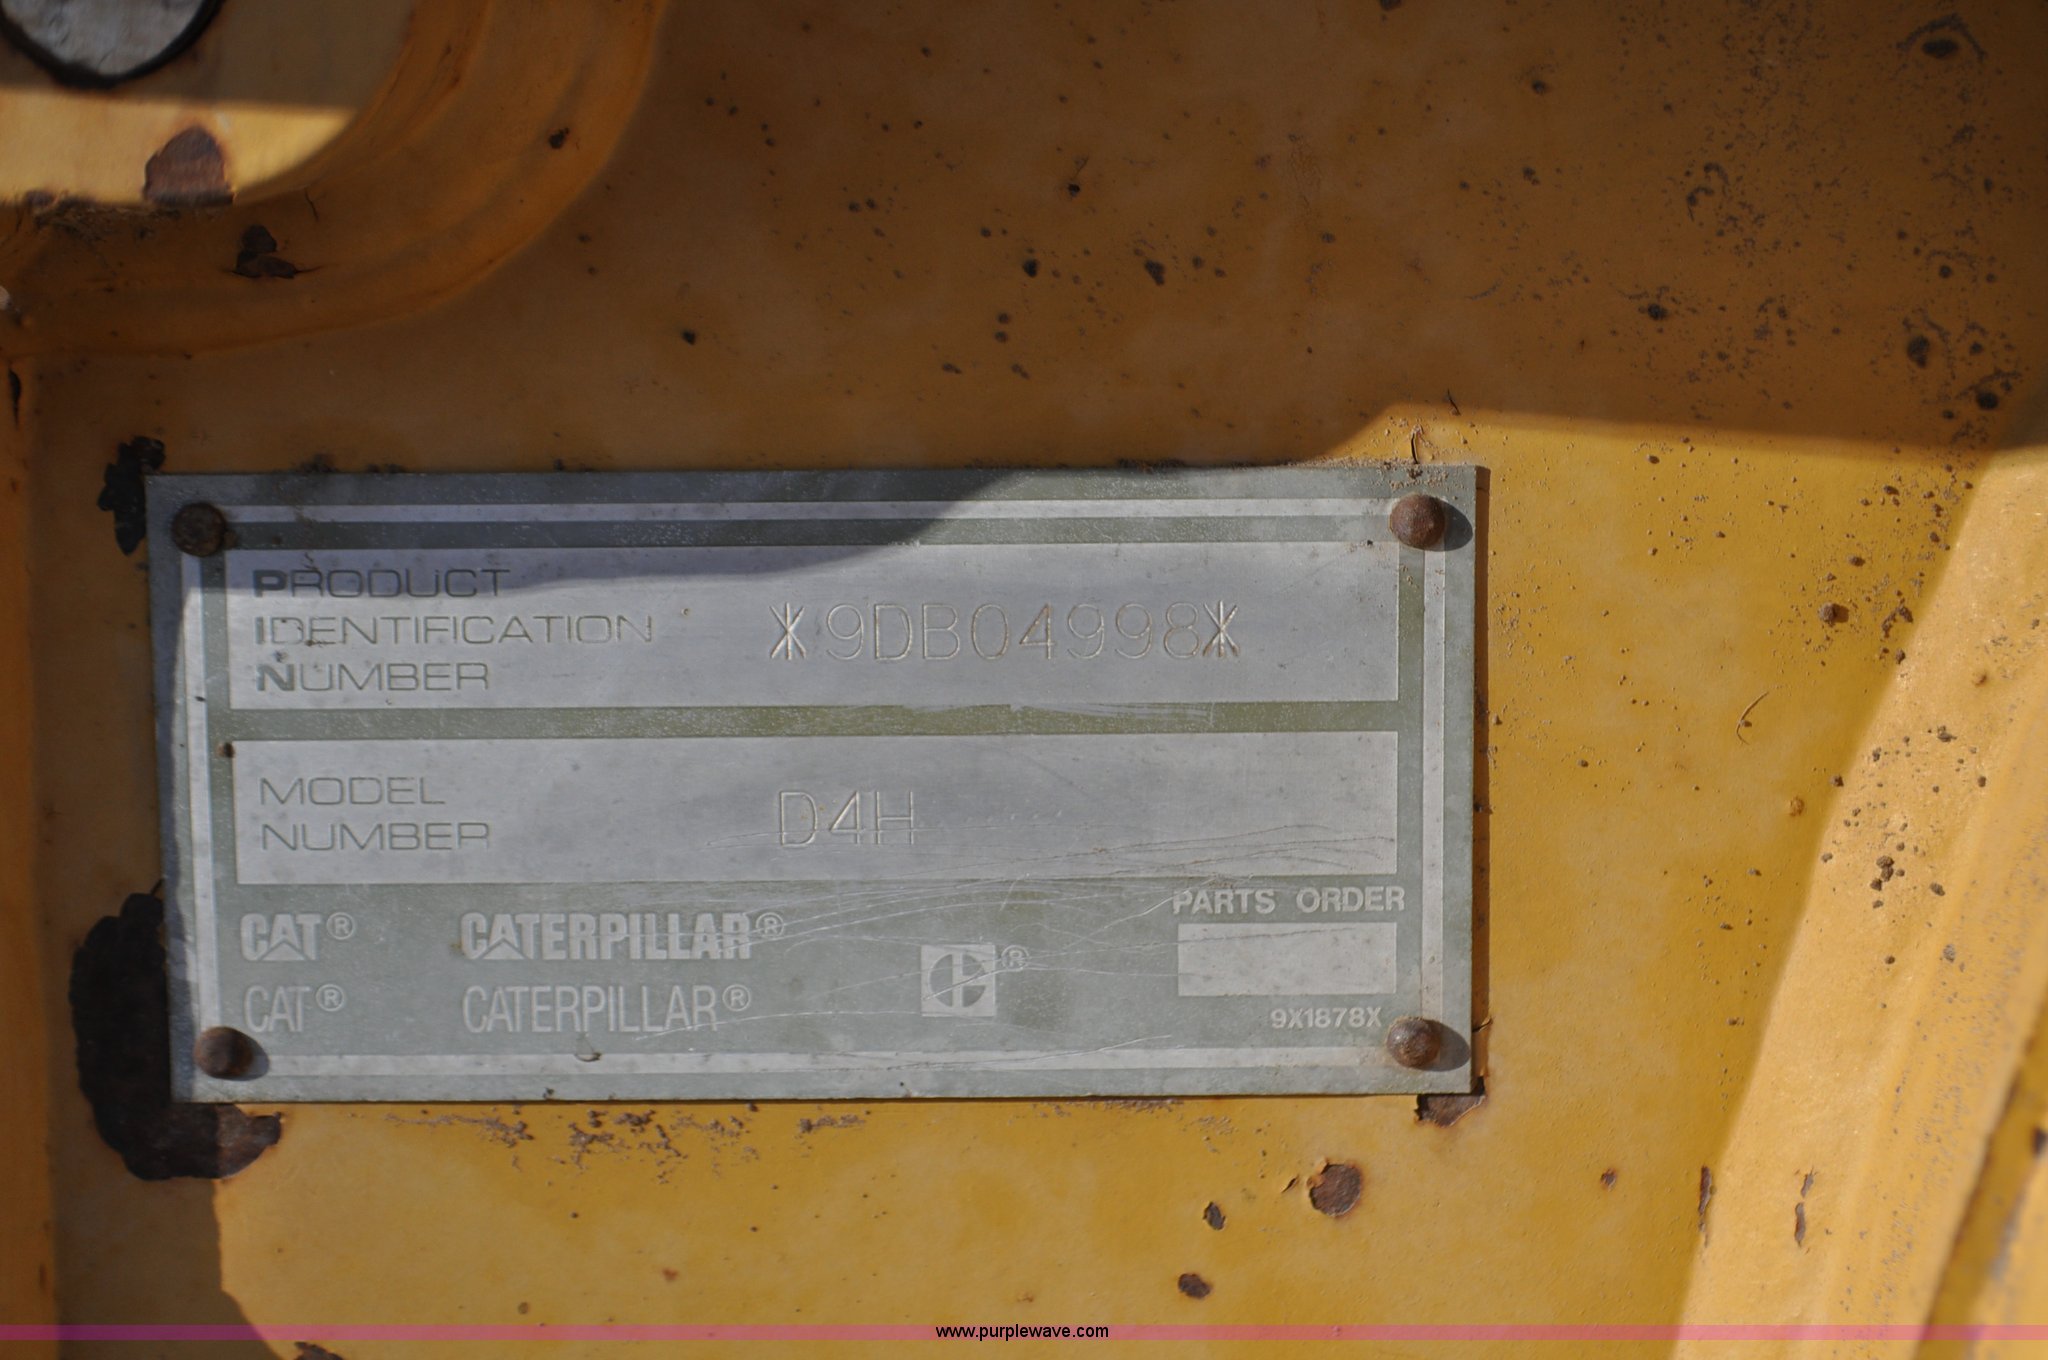 PRODUCT
IDENTIFICATION
NUMBER
*9DB04998*
MODEL
NUMBER
D4H
PARTS ORDER
CAT® CATERPILLAR®
CAT® CATERPILLAR®
®
9X1878X
www.purplewave.com